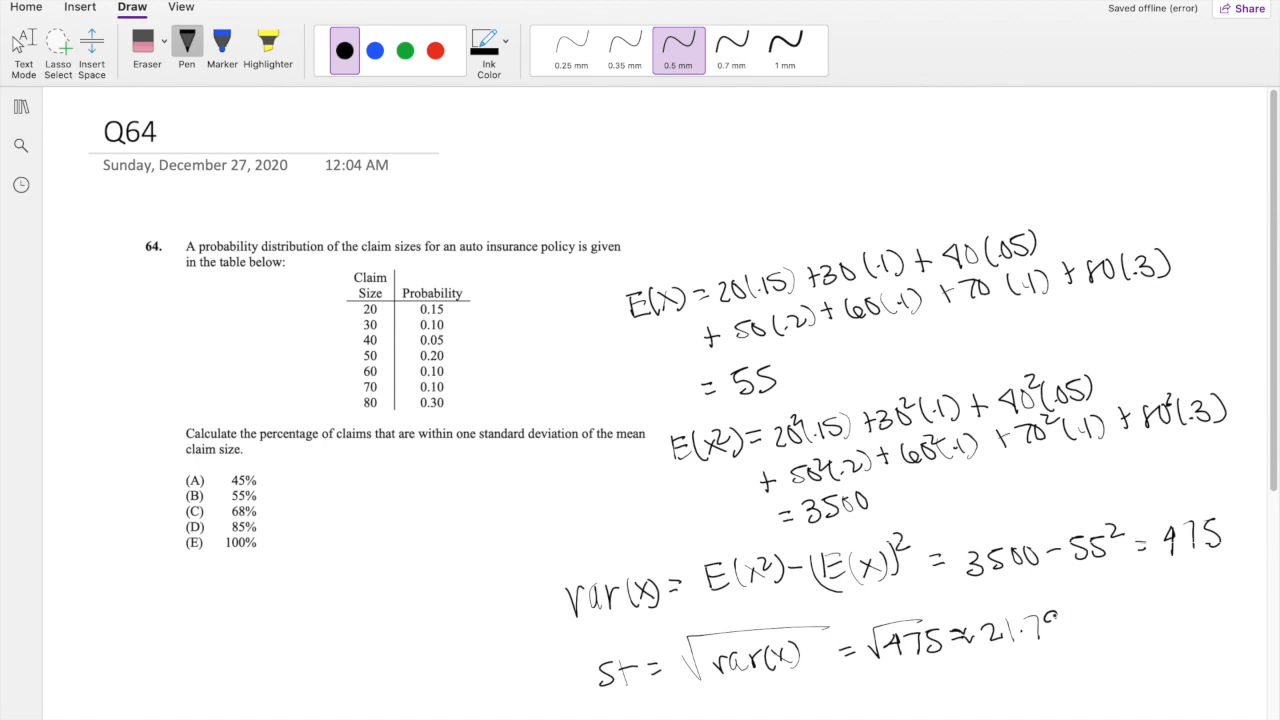 Home Insert Draw View
Saved offline (error) Share
Text Mode
Lasso Select
Insert Space
Eraser Pen Marker Highlighter
Ink Color
0.25 mm 0.35 mm 0.5 mm 0.7 mm 1 mm
Q64
Sunday, December 27, 2020 12:04 AM
64. A probability distribution of the claim sizes for an auto insurance policy is given
in the table below:
Claim
Size Probability
20 0.15
30 0.10
40 0.05
50 0.20
60 0.10
70 0.10
80 0.30
Calculate the percentage of claims that are within one standard deviation of the mean
claim size.
(A) 45%
(B) 55%
(C) 68%
(D) 85%
(E) 100%
E(x) = 20(.15) + 30(.1) + 40(.05)
+ 50(.2) + 60(.1) + 70(.1) + 80(.3)
= 55
E(x²) = 20²(.15) + 30²(.1) + 40²(.05)
+ 50²(.2) + 60²(.1) + 70²(.1) + 80²(.3)
= 3500
var(x) = E(x²) - (E(x))² = 3500 - 55² = 475
St = √var(x) = √475 ≈ 21.79